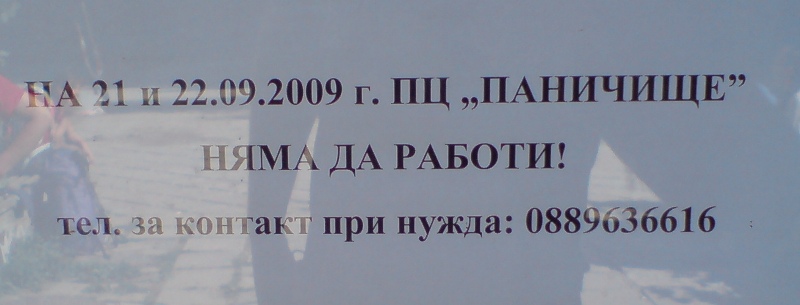 НА 21 и 22.09.2009 г. ПЦ „ПАНИЧИЩЕ”
НЯМА ДА РАБОТИ!
тел. за контакт при нужда: 0889636616